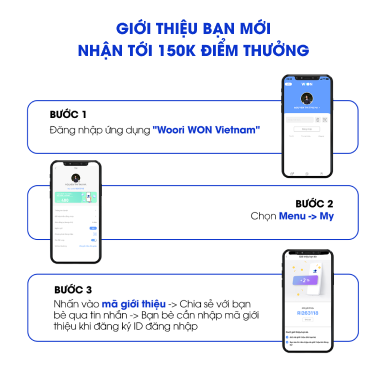 GIỚI THIỆU BẠN MỚI
NHẬN TỚI 150K ĐIỂM THƯỞNG
BƯỚC 1
Đăng nhập ứng dụng "Woori WON Vietnam"
BƯỚC 2
Chọn Menu -> My
BƯỚC 3
Nhấn vào mã giới thiệu -> Chia sẻ với bạn
bè qua tin nhắn -> Bạn bè cần nhập mã giới
thiệu khi đăng ký ID đăng nhập